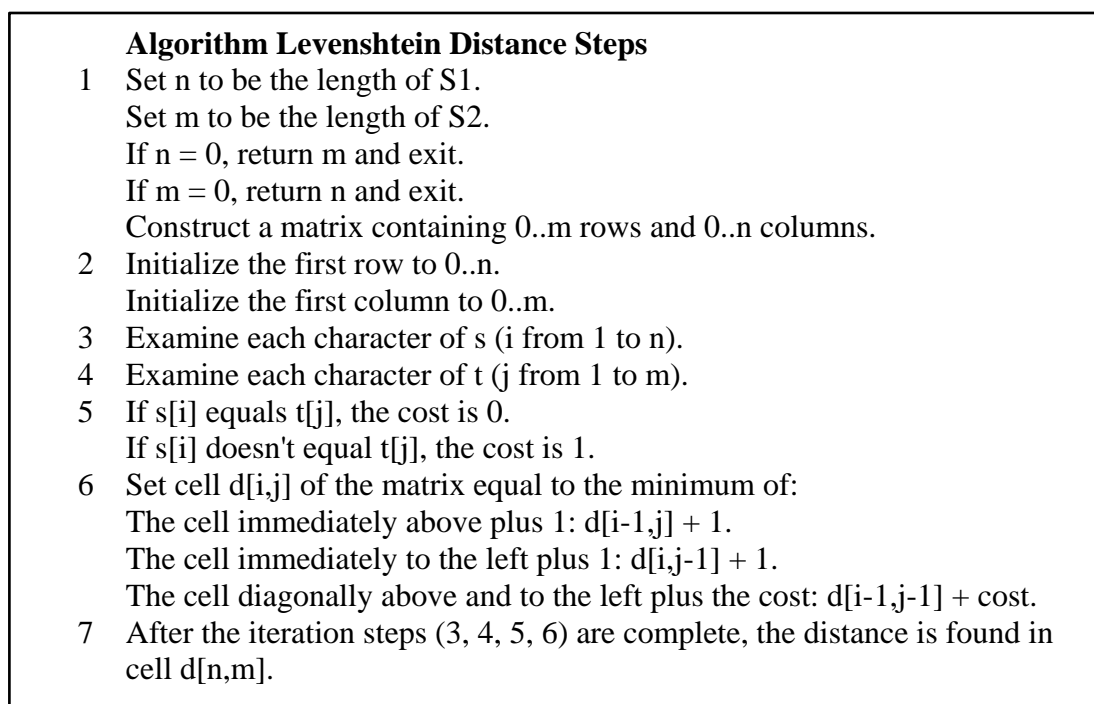 Algorithm Levenshtein Distance Steps
1 Set n to be the length of S1.
Set m to be the length of S2.
If n = 0, return m and exit.
If m = 0, return n and exit.
Construct a matrix containing 0..m rows and 0..n columns.
2 Initialize the first row to 0..n.
Initialize the first column to 0..m.
3 Examine each character of s (i from 1 to n).
4 Examine each character of t (j from 1 to m).
5 If s[i] equals t[j], the cost is 0.
If s[i] doesn't equal t[j], the cost is 1.
6 Set cell d[i,j] of the matrix equal to the minimum of:
The cell immediately above plus 1: d[i-1,j] + 1.
The cell immediately to the left plus 1: d[i,j-1] + 1.
The cell diagonally above and to the left plus the cost: d[i-1,j-1] + cost.
7 After the iteration steps (3, 4, 5, 6) are complete, the distance is found in
cell d[n,m].